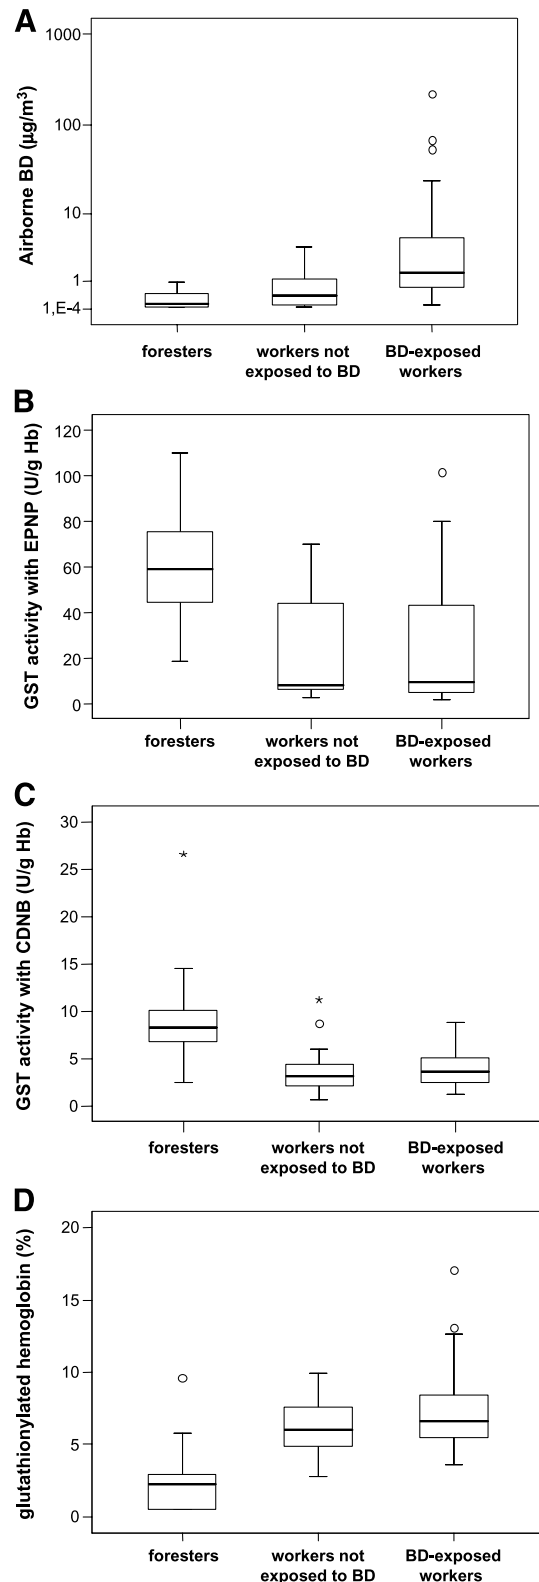 A
Airborne BD (µg/m³)
1000
100
10
1
1,E-4
foresters
workers not
exposed to BD
BD-exposed
workers
B
GST activity with EPNP (U/g Hb)
120
100
80
60
40
20
0
foresters
workers not
exposed to BD
BD-exposed
workers
C
GST activity with CDNB (U/g Hb)
30
25
20
15
10
5
0
foresters
workers not
exposed to BD
BD-exposed
workers
D
glutathionylated hemoglobin (%)
20
15
10
5
0
foresters
workers not
exposed to BD
BD-exposed
workers